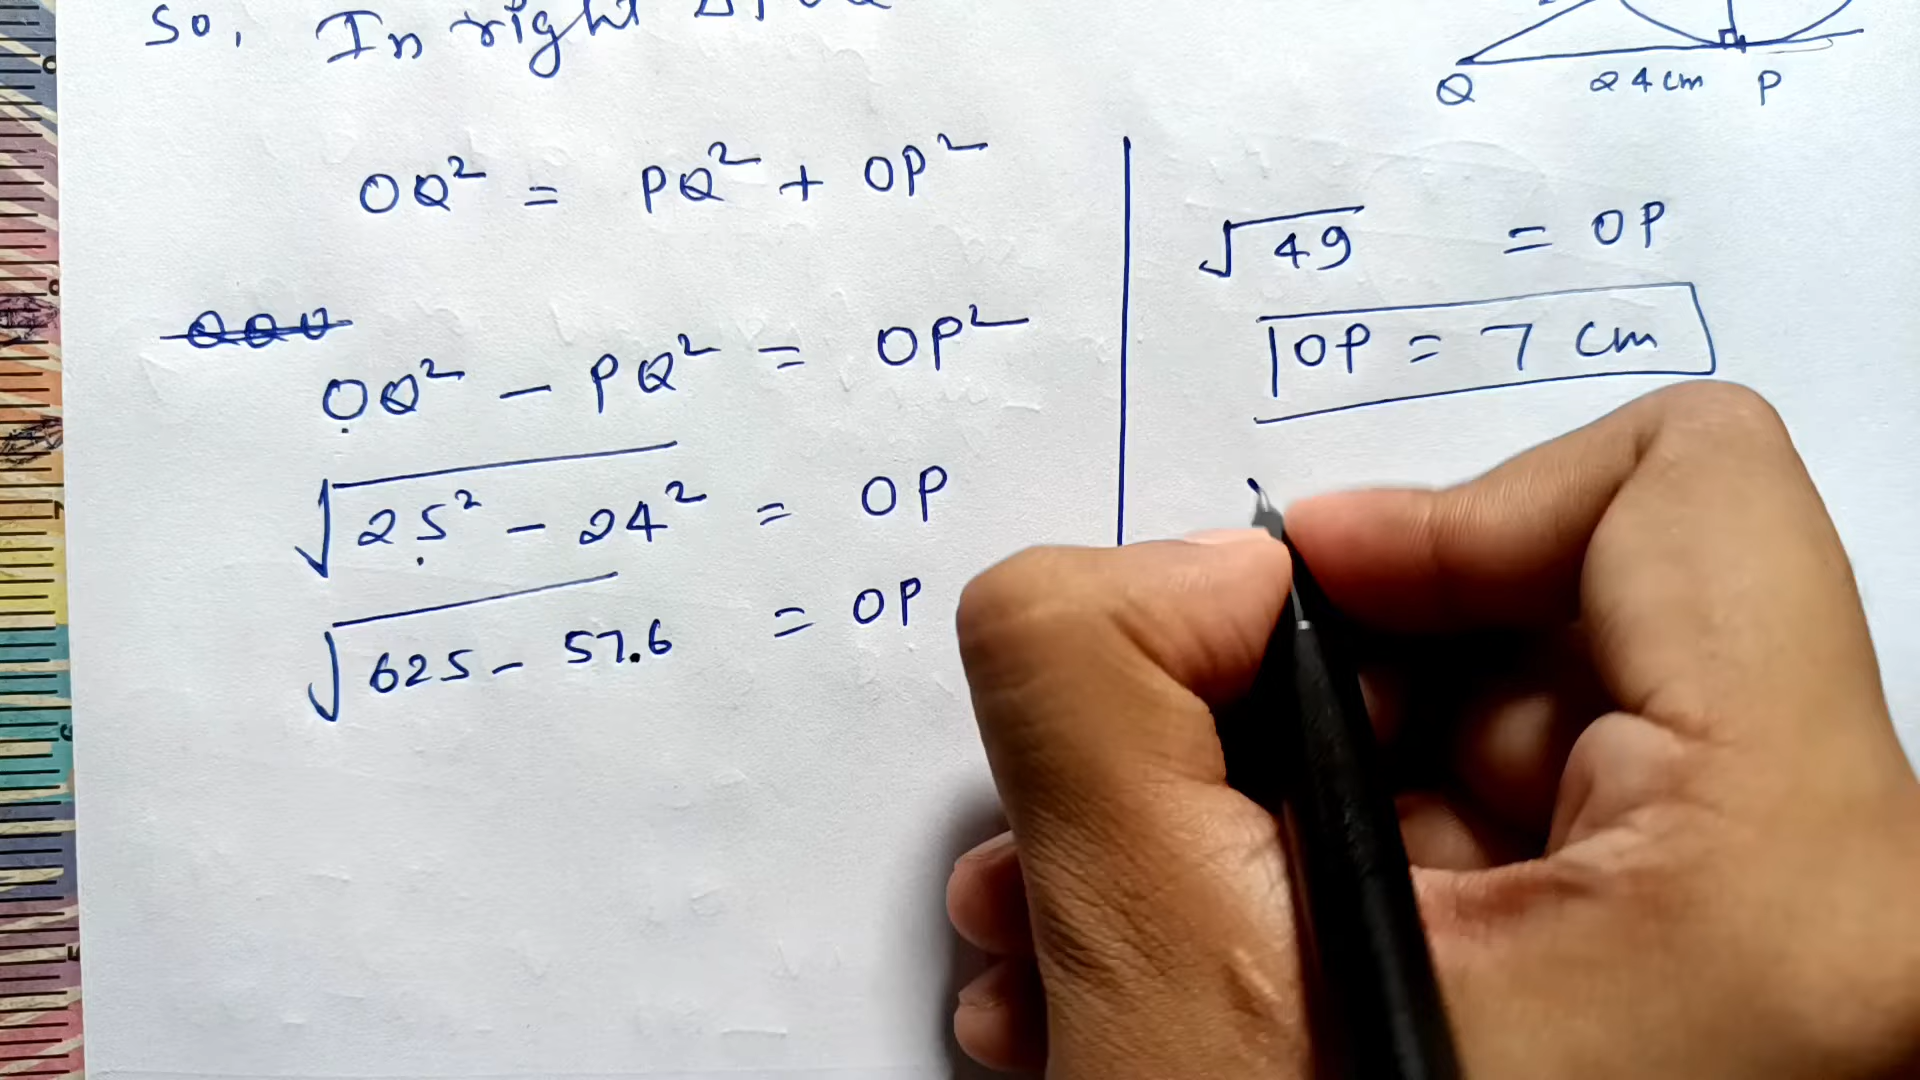 So, In right
Q 24 cm P
OQ² = PQ² + OP²
OQ² - PQ² = OP²
√25² - 24² = OP
√625 - 57.6 = OP
√49 = OP
OP = 7 cm